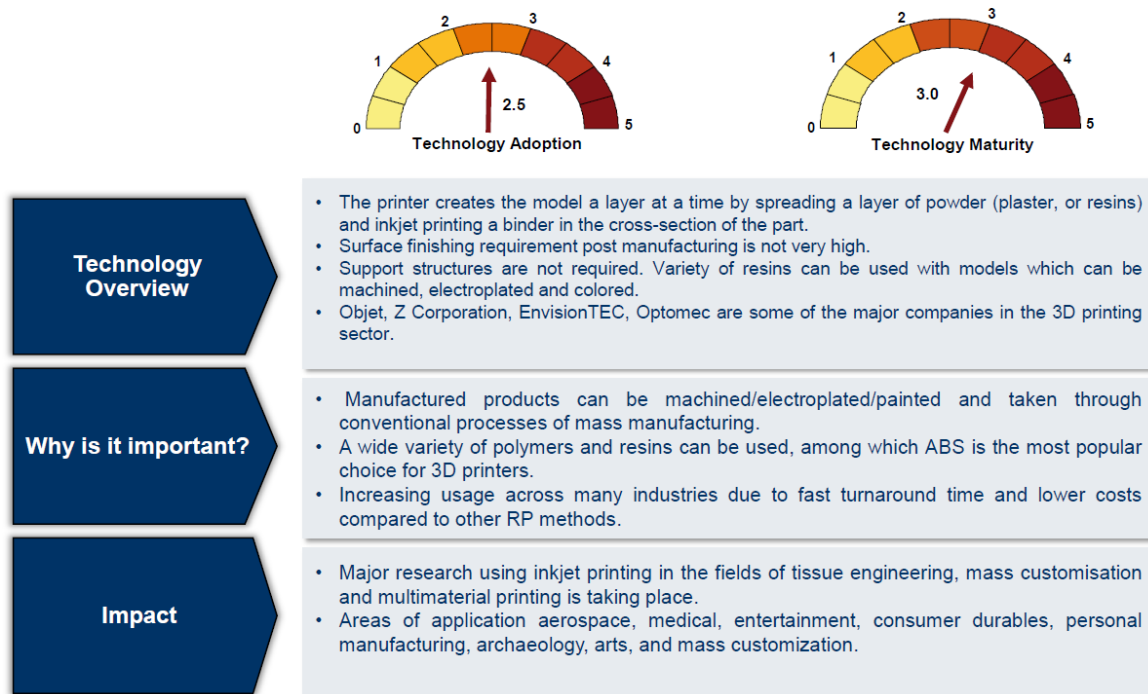 0 1 2 3 4 5
2.5
Technology Adoption
0 1 2 3 4 5
3.0
Technology Maturity
Technology
Overview
• The printer creates the model a layer at a time by spreading a layer of powder (plaster, or resins)
and inkjet printing a binder in the cross-section of the part.
• Surface finishing requirement post manufacturing is not very high.
• Support structures are not required. Variety of resins can be used with models which can be
machined, electroplated and colored.
• Objet, Z Corporation, EnvisionTEC, Optomec are some of the major companies in the 3D printing
sector.
Why is it important?
• Manufactured products can be machined/electroplated/painted and taken through
conventional processes of mass manufacturing.
• A wide variety of polymers and resins can be used, among which ABS is the most popular
choice for 3D printers.
• Increasing usage across many industries due to fast turnaround time and lower costs
compared to other RP methods.
Impact
• Major research using inkjet printing in the fields of tissue engineering, mass customisation
and multimaterial printing is taking place.
• Areas of application aerospace, medical, entertainment, consumer durables, personal
manufacturing, archaeology, arts, and mass customization.